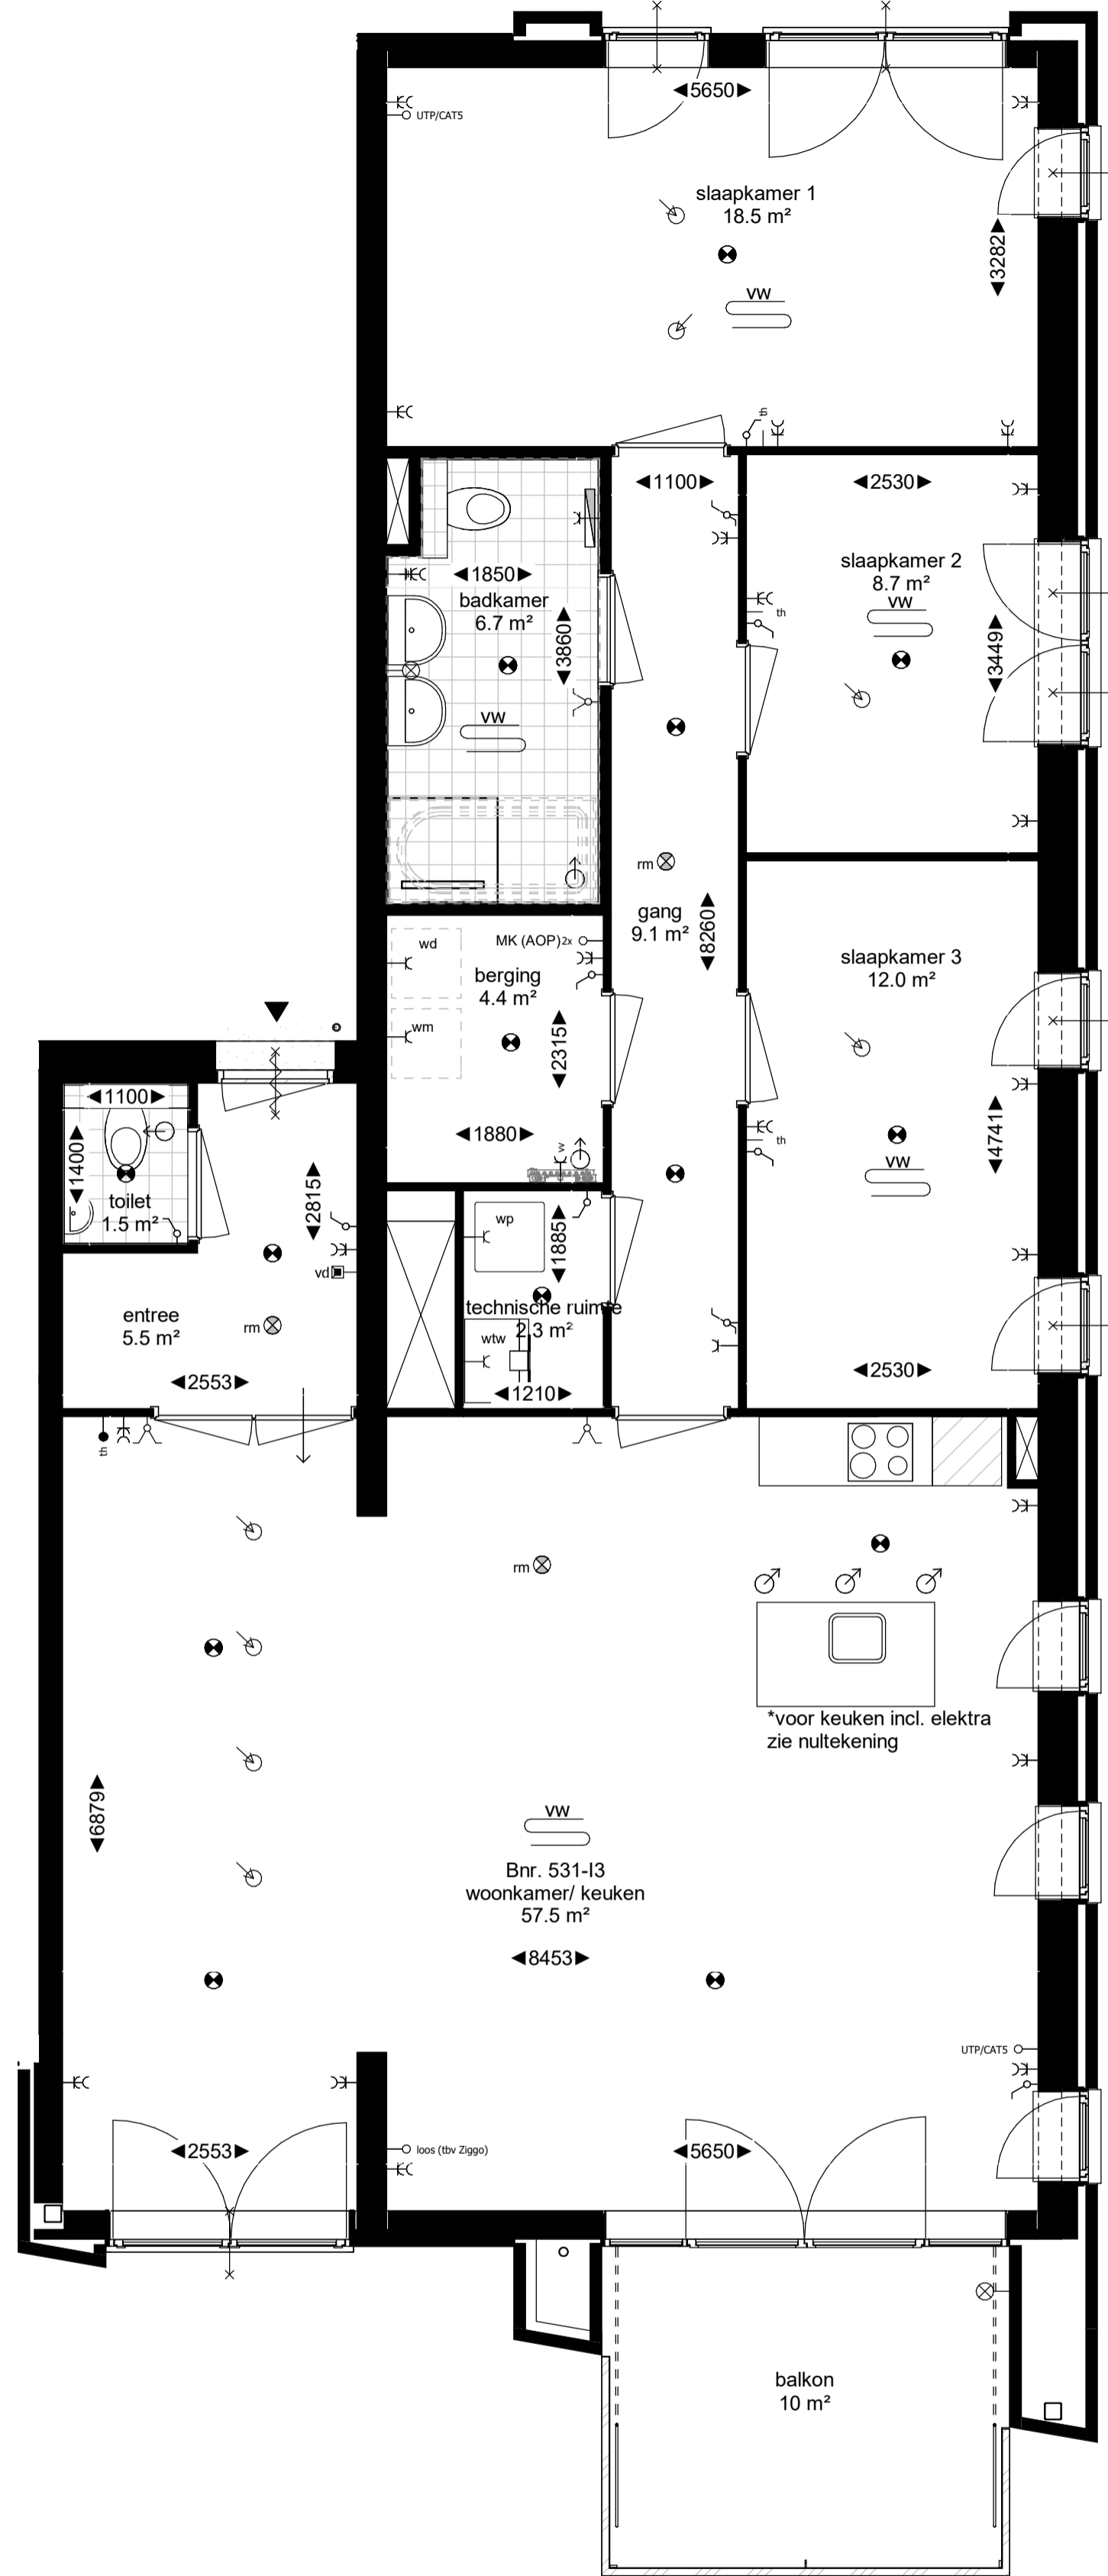 5650
UTP/CAT5
slaapkamer 1
18.5 m²
3282
vw
th
1100
2530
slaapkamer 2
8.7 m²
vw
1850
badkamer
6.7 m²
3860
th
3449
vw
rm
gang
9.1 m²
8260
slaapkamer 3
12.0 m²
wd
MK (AOP) 2x
berging
4.4 m²
wm
2315
1880
vv
1100
1400
toilet
1.5 m²
2815
th
4741
vw
wp
1885
vd
entree
5.5 m²
rm
technische ruimte
2.3 m²
wtw
1210
2553
2530
th
rm
*voor keuken incl. elektra
zie nultekening
6879
vw
Bnr. 531-I3
woonkamer/ keuken
57.5 m²
8453
UTP/CAT5
2553
loos (tbv Ziggo)
5650
balkon
10 m²